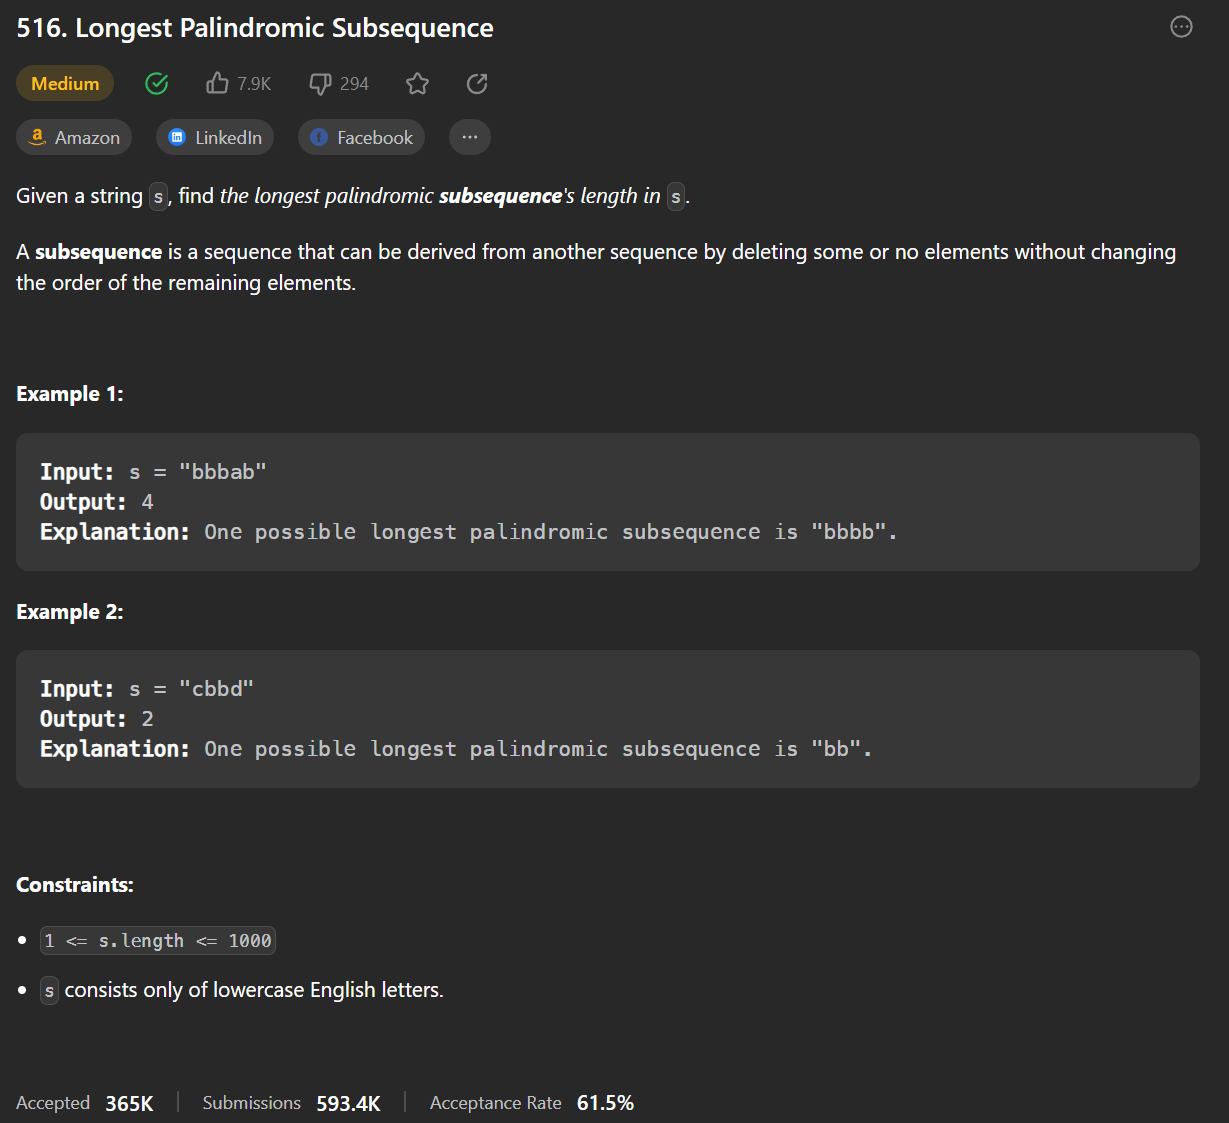 516. Longest Palindromic Subsequence
Medium 7.9K 294
Amazon LinkedIn Facebook ...
Given a string s, find the longest palindromic subsequence's length in s.
A subsequence is a sequence that can be derived from another sequence by deleting some or no elements without changing
the order of the remaining elements.
Example 1:
Input: s = "bbbab"
Output: 4
Explanation: One possible longest palindromic subsequence is "bbbb".
Example 2:
Input: s = "cbbd"
Output: 2
Explanation: One possible longest palindromic subsequence is "bb".
Constraints:
• 1 <= s.length <= 1000
• s consists only of lowercase English letters.
Accepted 365K | Submissions 593.4K | Acceptance Rate 61.5%